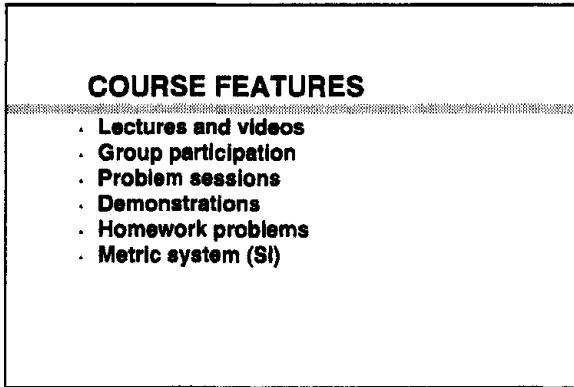 COURSE FEATURES
· Lectures and videos
· Group participation
· Problem sessions
· Demonstrations
· Homework problems
· Metric system (SI)